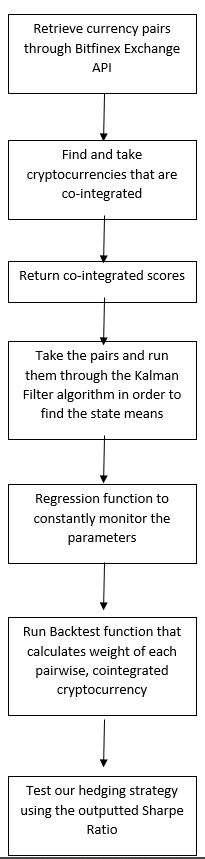 Retrieve currency pairs
through Bitfinex Exchange
API
Find and take
cryptocurrencies that are
co-integrated
Return co-integrated scores
Take the pairs and run
them through the Kalman
Filter algorithm in order to
find the state means
Regression function to
constantly monitor the
parameters
Run Backtest function that
calculates weight of each
pairwise, cointegrated
cryptocurrency
Test our hedging strategy
using the outputted Sharpe
Ratio